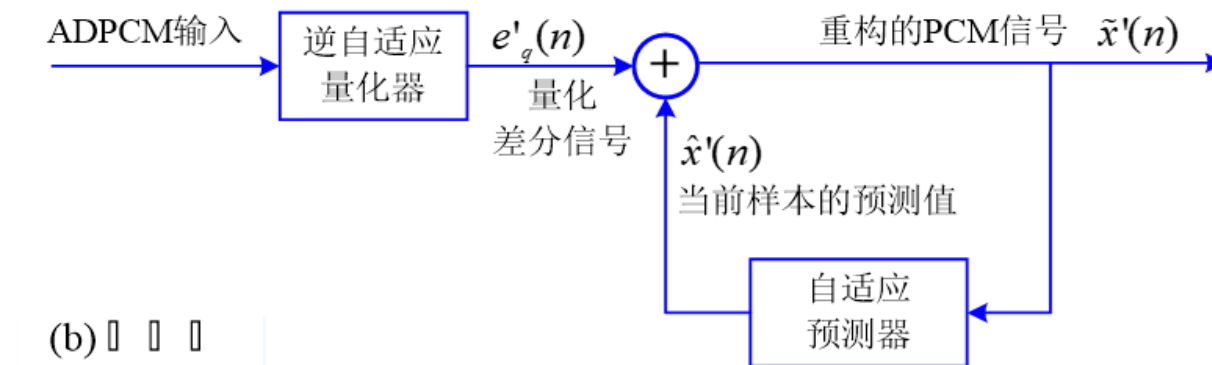 ADPCM输入
逆自适应
量化器
e'q(n)
量化
差分信号
+
重构的PCM信号 x̃'(n)
x̂'(n)
当前样本的预测值
自适应
预测器
(b)